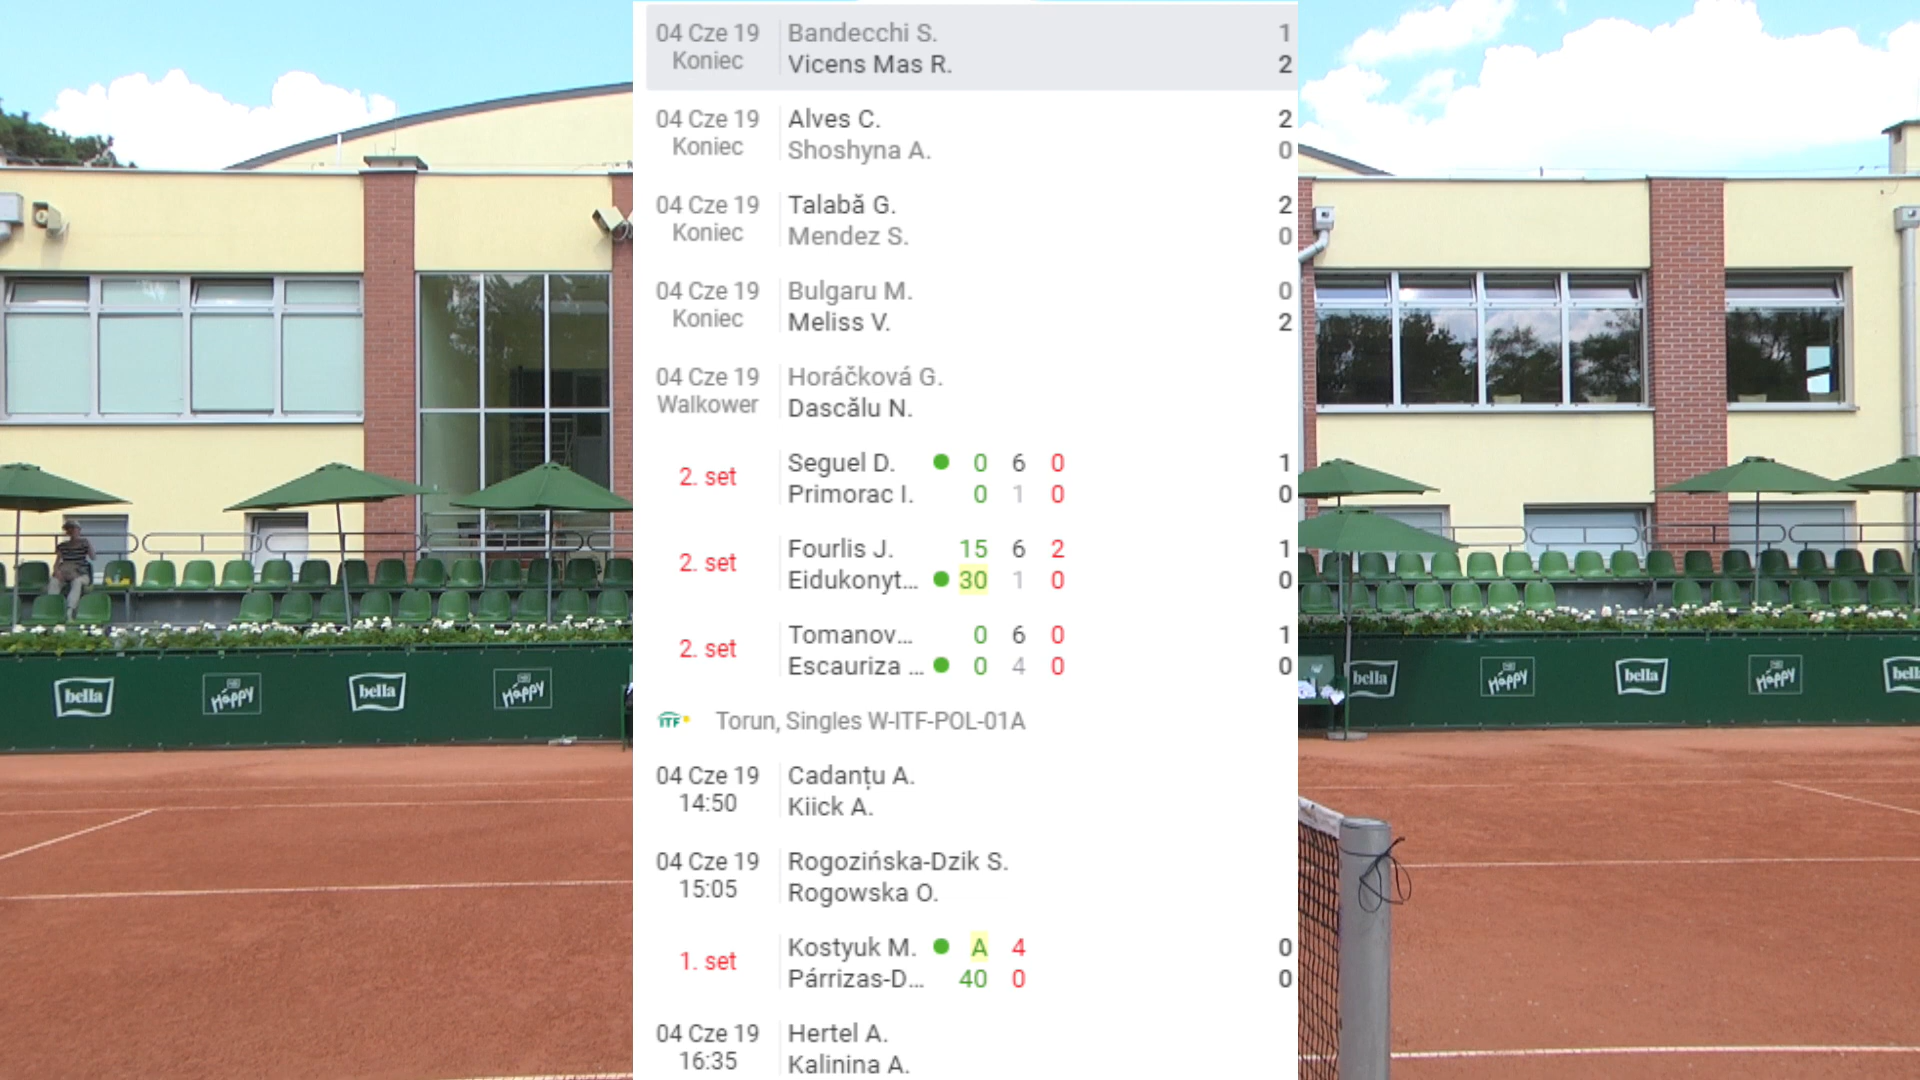 04 Cze 19 Bandecchi S. 1
Koniec Vicens Mas R. 2
04 Cze 19 Alves C. 2
Koniec Shoshyna A. 0
04 Cze 19 Talabă G. 2
Koniec Mendez S. 0
04 Cze 19 Bulgaru M. 0
Koniec Meliss V. 2
04 Cze 19 Horáčková G.
Walkower Dascălu N.
2. set
Seguel D. 0 6 0 1
Primorac I. 0 1 0 0
2. set
Fourlis J. 15 6 2 1
Eidukonyt... 30 1 0 0
2. set
Tomanov... 0 6 0 1
Escauriza ... 0 4 0 0
ITF Torun, Singles W-ITF-POL-01A
04 Cze 19 Cadanțu A.
14:50 Kiick A.
04 Cze 19 Rogozińska-Dzik S.
15:05 Rogowska O.
1. set
Kostyuk M. A 4 0
Párrizas-D... 40 0 0
04 Cze 19 Hertel A.
16:35 Kalinina A.
bella
Happy
bella
Happy
bella
Happy
bella
Happy
bella